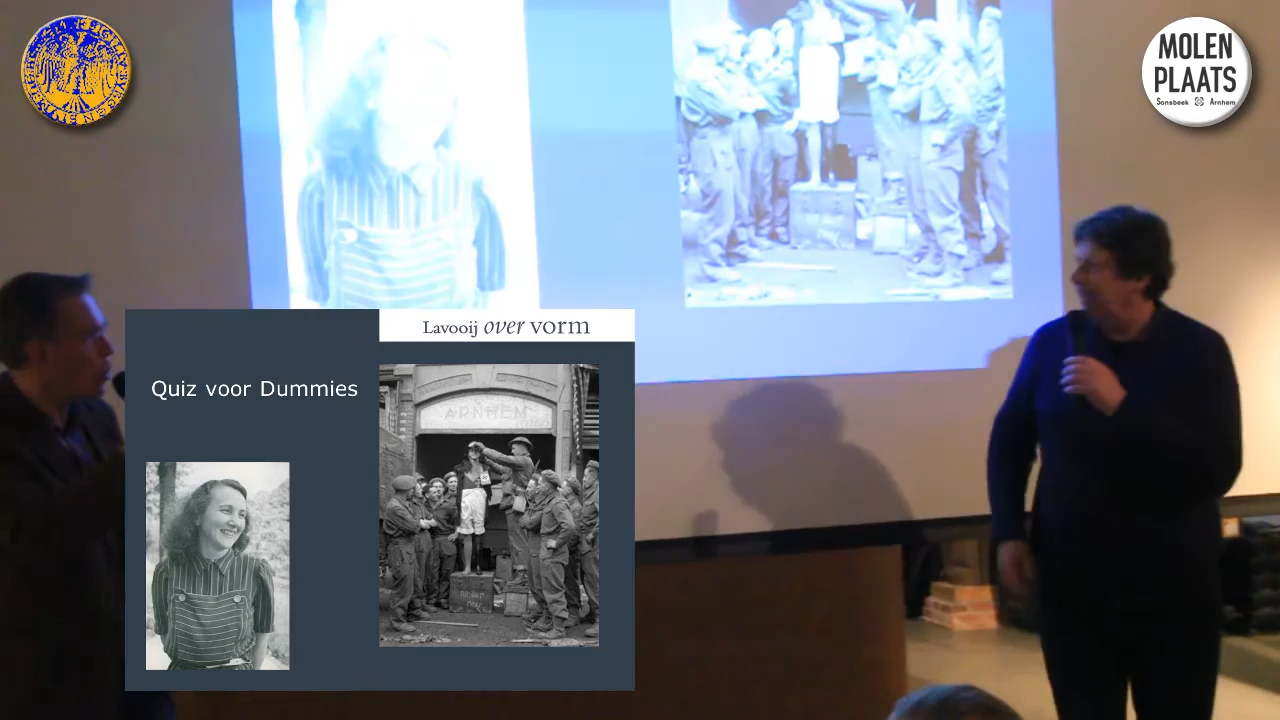 MOLEN
PLAATS
Sonsbeek Arnhem
Lavooij over vorm
Quiz voor Dummies
ARNHEM